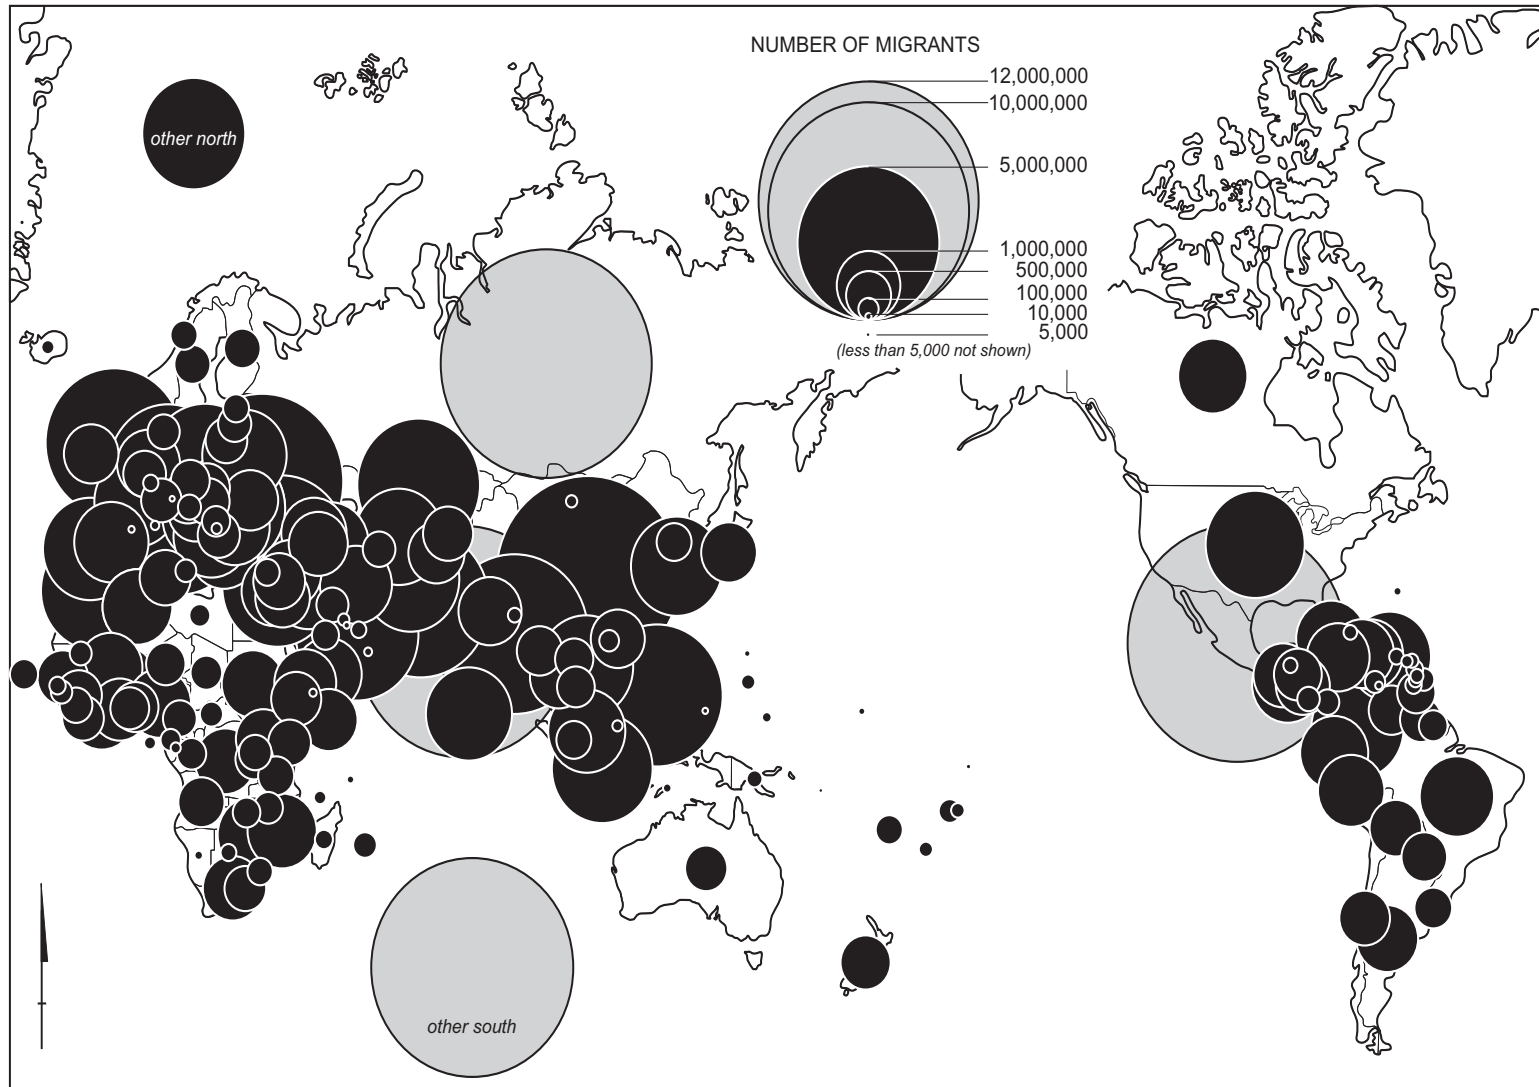 NUMBER OF MIGRANTS
12,000,000
10,000,000
5,000,000
1,000,000
500,000
100,000
10,000
5,000
(less than 5,000 not shown)
other north
other south